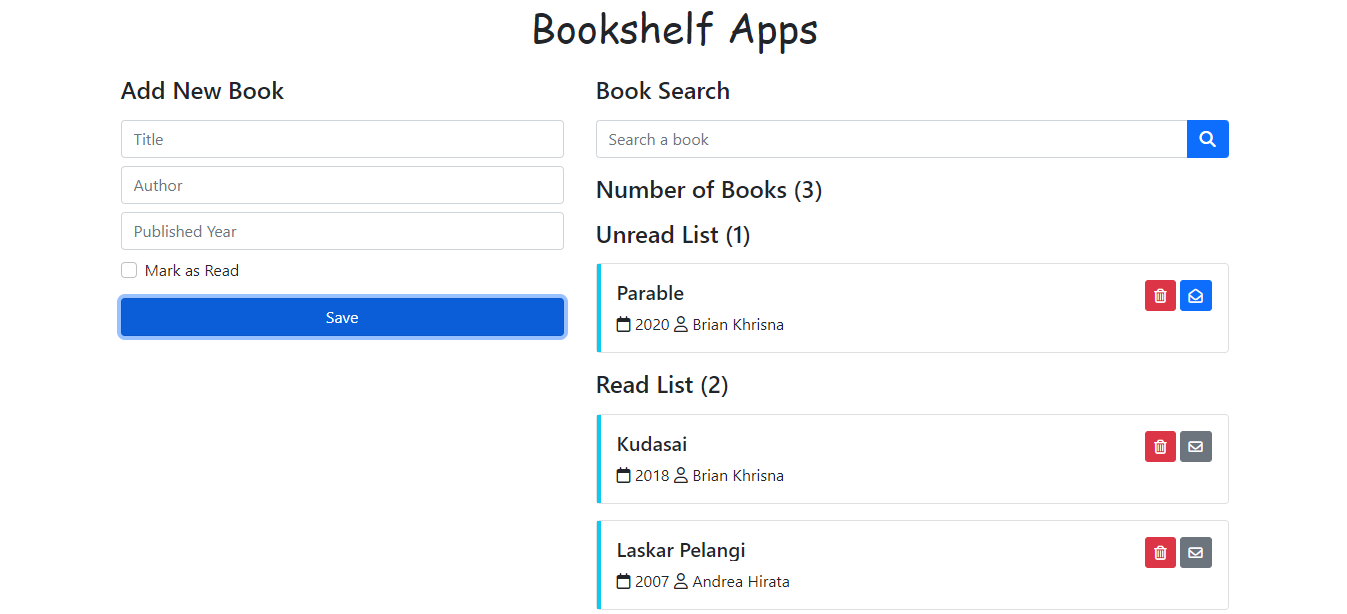 Bookshelf Apps
Add New Book
Title
Author
Published Year
Mark as Read
Save
Book Search
Search a book
Number of Books (3)
Unread List (1)
Parable
2020 Brian Khrisna
Read List (2)
Kudasai
2018 Brian Khrisna
Laskar Pelangi
2007 Andrea Hirata